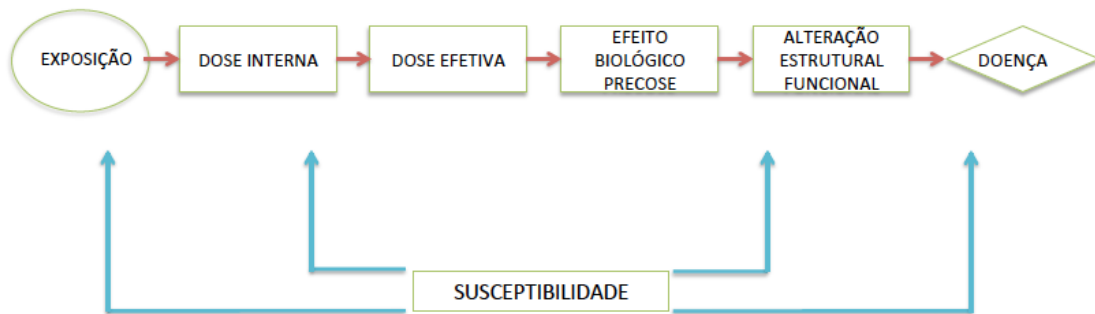 EXPOSIÇÃO
DOSE INTERNA
DOSE EFETIVA
EFEITO
BIOLÓGICO
PRECOSE
ALTERAÇÃO
ESTRUTURAL
FUNCIONAL
DOENÇA
SUSCEPTIBILIDADE